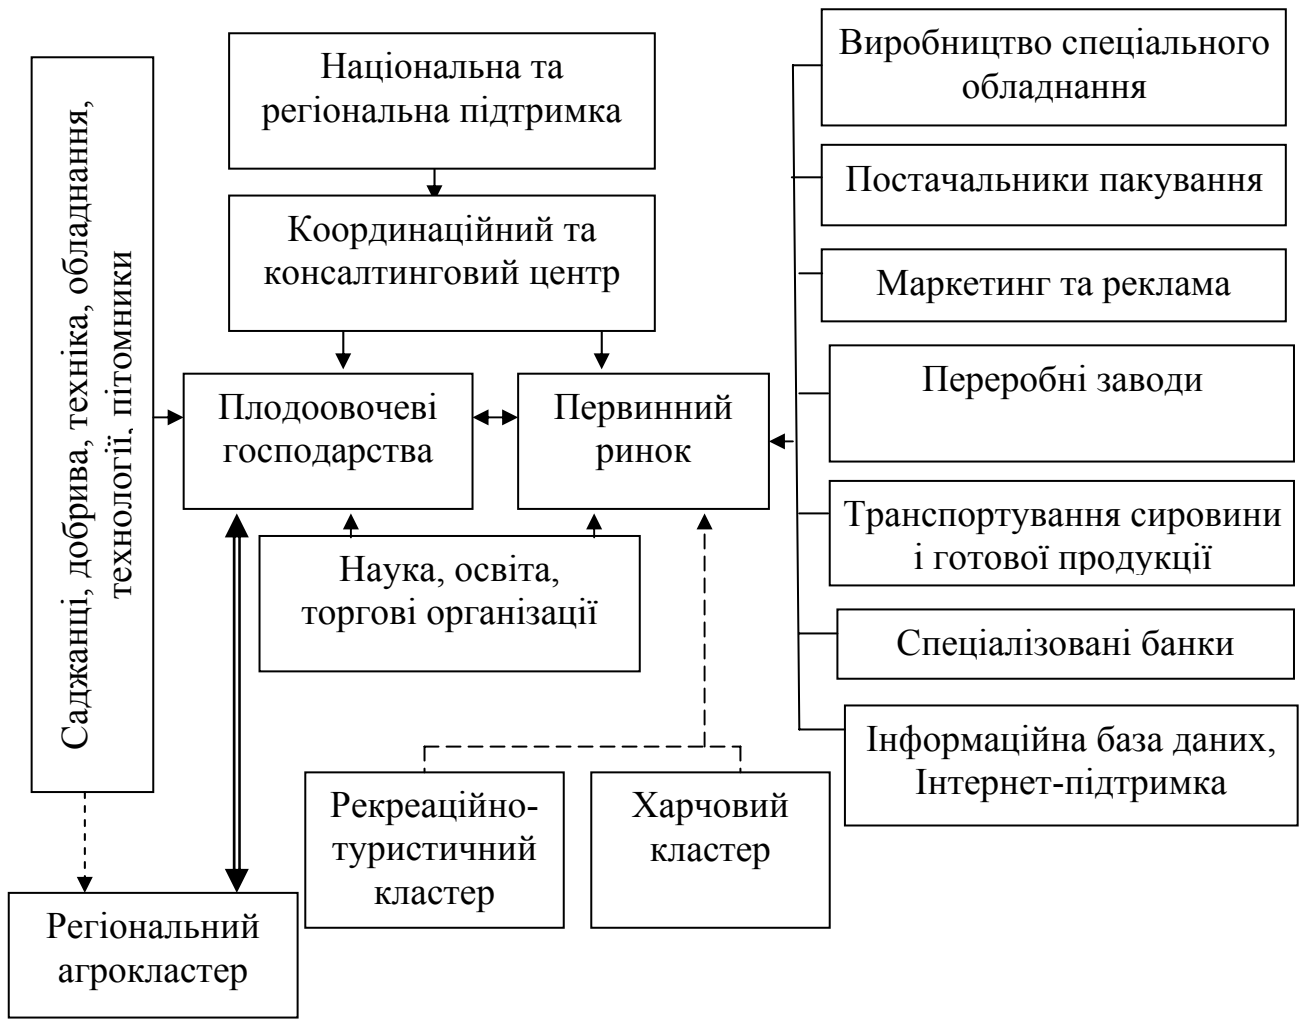 Саджанці, добрива, техніка, обладнання,
технології, пітомники
Національна та
регіональна підтримка
Координаційний та
консалтинговий центр
Плодоовочеві
господарства
Первинний
ринок
Наука, освіта,
торгові організації
Рекреаційно-
туристичний
кластер
Харчовий
кластер
Регіональний
агрокластер
Виробництво спеціального
обладнання
Постачальники пакування
Маркетинг та реклама
Переробні заводи
Транспортування сировини
і готової продукції
Спеціалізовані банки
Інформаційна база даних,
Інтернет-підтримка